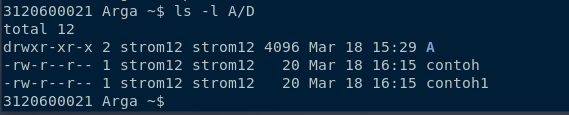 3120600021 Arga ~$ ls -l A/D
total 12
drwxr-xr-x 2 strom12 strom12 4096 Mar 18 15:29 A
-rw-r--r-- 1 strom12 strom12   20 Mar 18 16:15 contoh
-rw-r--r-- 1 strom12 strom12   20 Mar 18 16:15 contoh1
3120600021 Arga ~$